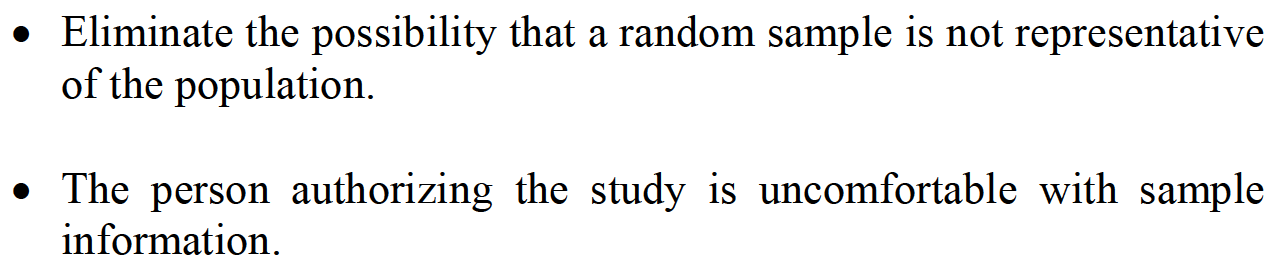 • Eliminate the possibility that a random sample is not representative
of the population.
• The person authorizing the study is uncomfortable with sample
information.